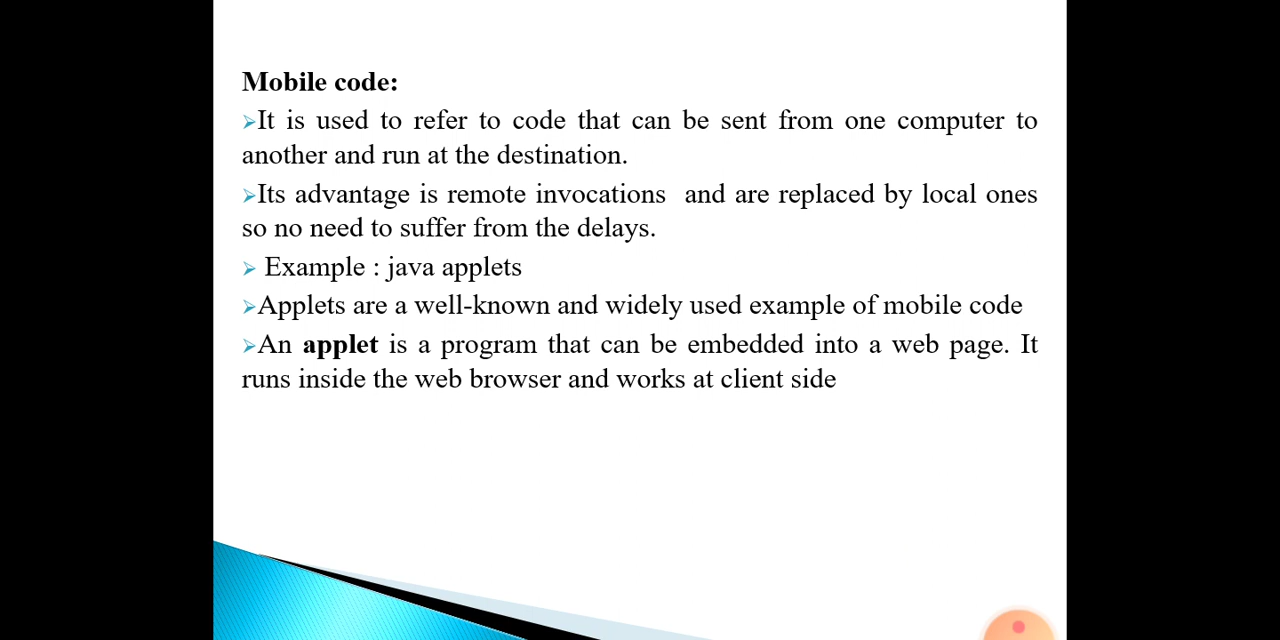 Mobile code:
➢It is used to refer to code that can be sent from one computer to
another and run at the destination.
➢Its advantage is remote invocations  and are replaced by local ones
so no need to suffer from the delays.
➢ Example : java applets
➢Applets are a well-known and widely used example of mobile code
➢An applet is a program that can be embedded into a web page. It
runs inside the web browser and works at client side